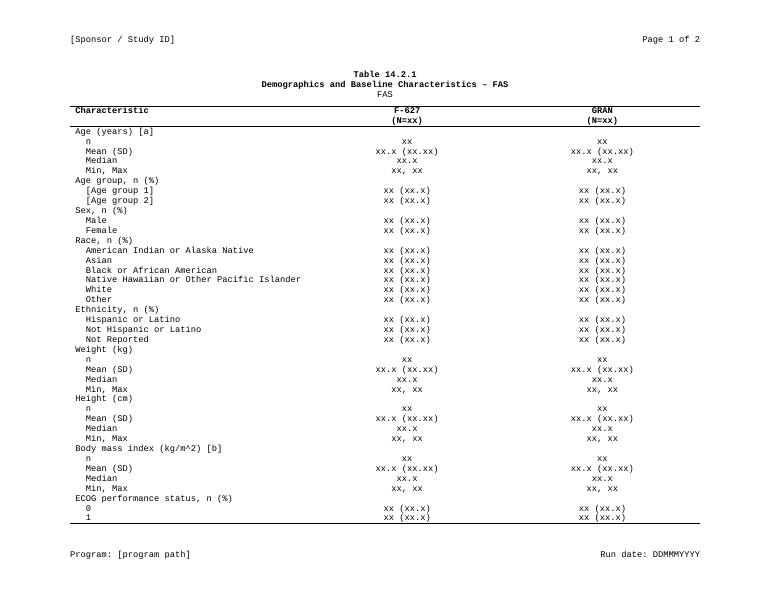 [Sponsor / Study ID] Page 1 of 2
Table 14.2.1
Demographics and Baseline Characteristics – FAS
FAS
Characteristic F-627 GRAN
(N=xx) (N=xx)
Age (years) [a]
n xx xx
Mean (SD) xx.x (xx.xx) xx.x (xx.xx)
Median xx.x xx.x
Min, Max xx, xx xx, xx
Age group, n (%)
[Age group 1] xx (xx.x) xx (xx.x)
[Age group 2] xx (xx.x) xx (xx.x)
Sex, n (%)
Male xx (xx.x) xx (xx.x)
Female xx (xx.x) xx (xx.x)
Race, n (%)
American Indian or Alaska Native xx (xx.x) xx (xx.x)
Asian xx (xx.x) xx (xx.x)
Black or African American xx (xx.x) xx (xx.x)
Native Hawaiian or Other Pacific Islander xx (xx.x) xx (xx.x)
White xx (xx.x) xx (xx.x)
Other xx (xx.x) xx (xx.x)
Ethnicity, n (%)
Hispanic or Latino xx (xx.x) xx (xx.x)
Not Hispanic or Latino xx (xx.x) xx (xx.x)
Not Reported xx (xx.x) xx (xx.x)
Weight (kg)
n xx xx
Mean (SD) xx.x (xx.xx) xx.x (xx.xx)
Median xx.x xx.x
Min, Max xx, xx xx, xx
Height (cm)
n xx xx
Mean (SD) xx.x (xx.xx) xx.x (xx.xx)
Median xx.x xx.x
Min, Max xx, xx xx, xx
Body mass index (kg/m^2) [b]
n xx xx
Mean (SD) xx.x (xx.xx) xx.x (xx.xx)
Median xx.x xx.x
Min, Max xx, xx xx, xx
ECOG performance status, n (%)
0 xx (xx.x) xx (xx.x)
1 xx (xx.x) xx (xx.x)
Program: [program path] Run date: DDMMMYYYY